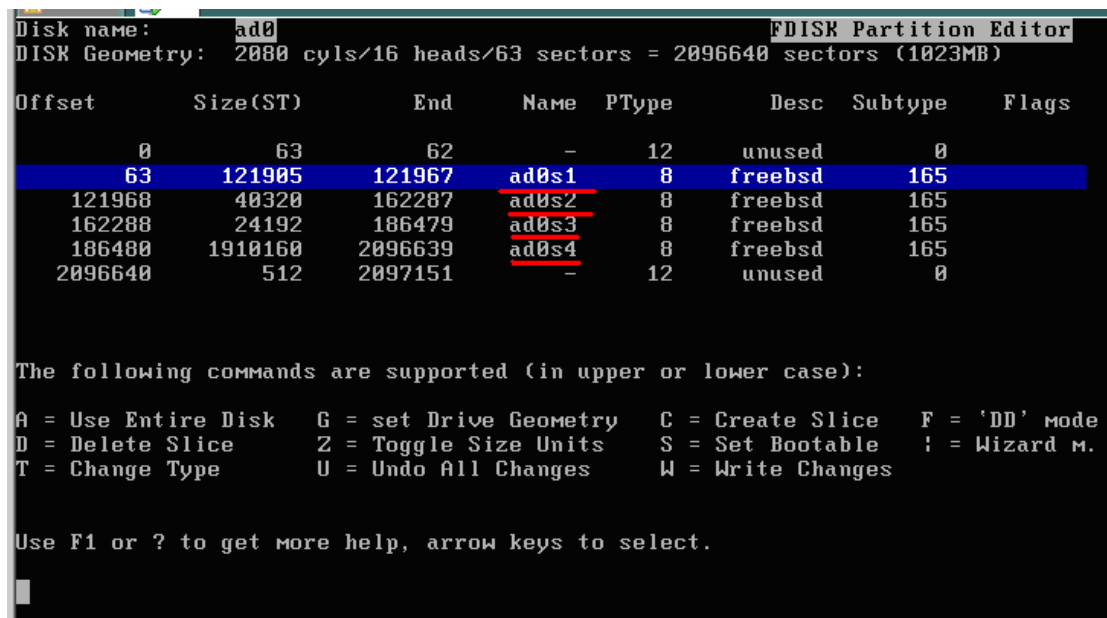 Disk name: ad0 FDISK Partition Editor
DISK Geometry: 2080 cyls/16 heads/63 sectors = 2096640 sectors (1023MB)
Offset Size(ST) End Name PType Desc Subtype Flags
0 63 62 - 12 unused 0
63 121905 121967 ad0s1 8 freebsd 165
121968 40320 162287 ad0s2 8 freebsd 165
162288 24192 186479 ad0s3 8 freebsd 165
186480 1910160 2096639 ad0s4 8 freebsd 165
2096640 512 2097151 - 12 unused 0
The following commands are supported (in upper or lower case):
A = Use Entire Disk G = set Drive Geometry C = Create Slice F = 'DD' mode
D = Delete Slice Z = Toggle Size Units S = Set Bootable ¦ = Wizard m.
T = Change Type U = Undo All Changes W = Write Changes
Use F1 or ? to get more help, arrow keys to select.